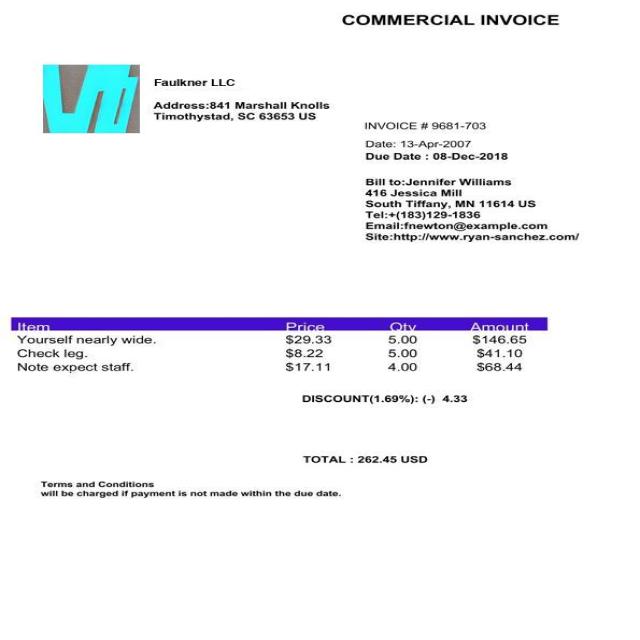 COMMERCIAL INVOICE
Faulkner LLC
Address:841 Marshall Knolls
Timothystad, SC 63653 US
INVOICE # 9681-703
Date: 13-Apr-2007
Due Date : 08-Dec-2018
Bill to:Jennifer Williams
416 Jessica Mill
South Tiffany, MN 11614 US
Tel:+(183)129-1836
Email:fnewton@example.com
Site:http://www.ryan-sanchez.com/
Item Price Qty Amount
Yourself nearly wide. $29.33 5.00 $146.65
Check leg. $8.22 5.00 $41.10
Note expect staff. $17.11 4.00 $68.44
DISCOUNT(1.69%): (-) 4.33
TOTAL : 262.45 USD
Terms and Conditions
will be charged if payment is not made within the due date.